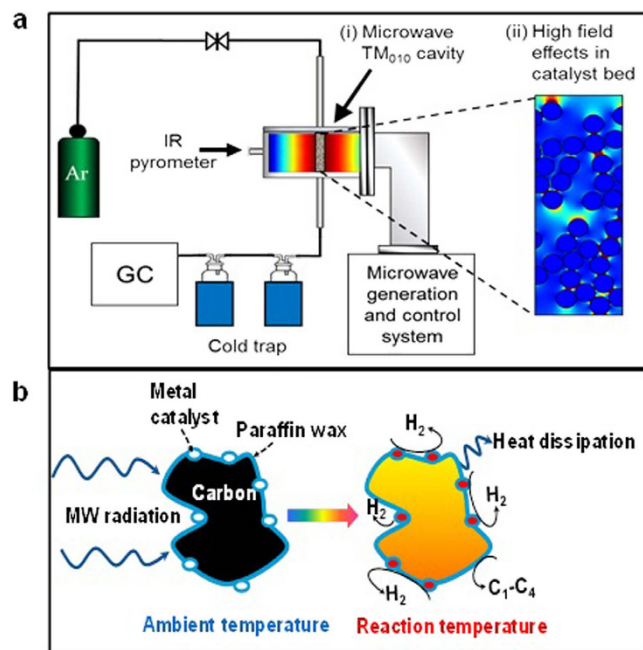 a
(i) Microwave
TM010 cavity
(ii) High field
effects in
catalyst bed
IR
pyrometer
Ar
GC
Cold trap
Microwave
generation
and control
system
b
Metal
catalyst
Paraffin wax
Carbon
MW radiation
Ambient temperature
H2
Heat dissipation
H2
H2
H2
C1-C4
Reaction temperature